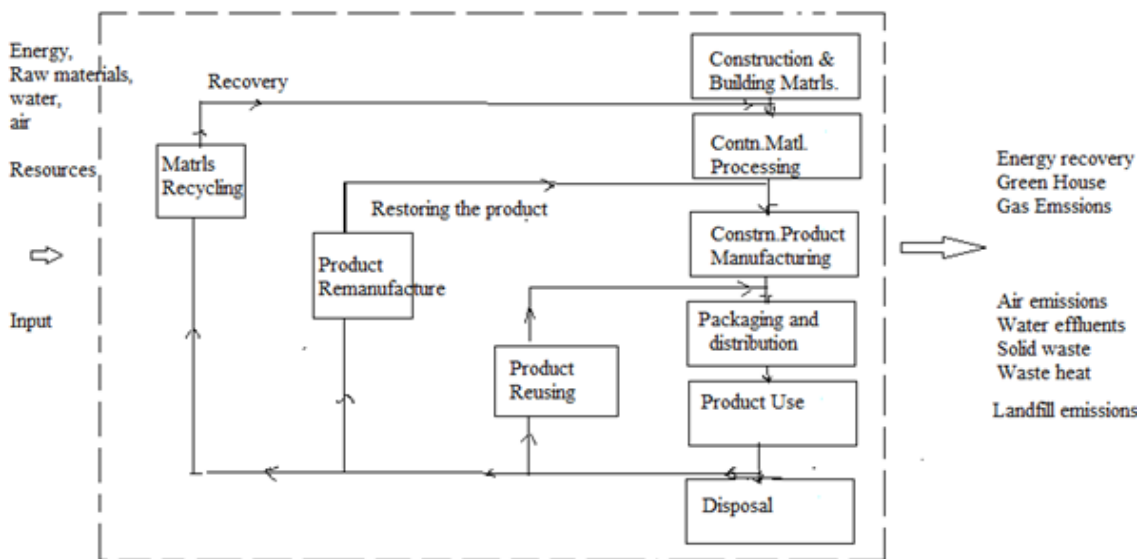 Energy,
Raw materials,
water,
air
Resources
Input
Recovery
Matrls
Recycling
Restoring the product
Product
Remanufacture
Product
Reusing
Construction &
Building Matrls.
Contn.Matl.
Processing
Constrn.Product
Manufacturing
Packaging and
distribution
Product Use
Disposal
Energy recovery
Green House
Gas Emssions
Air emissions
Water effluents
Solid waste
Waste heat
Landfill emissions